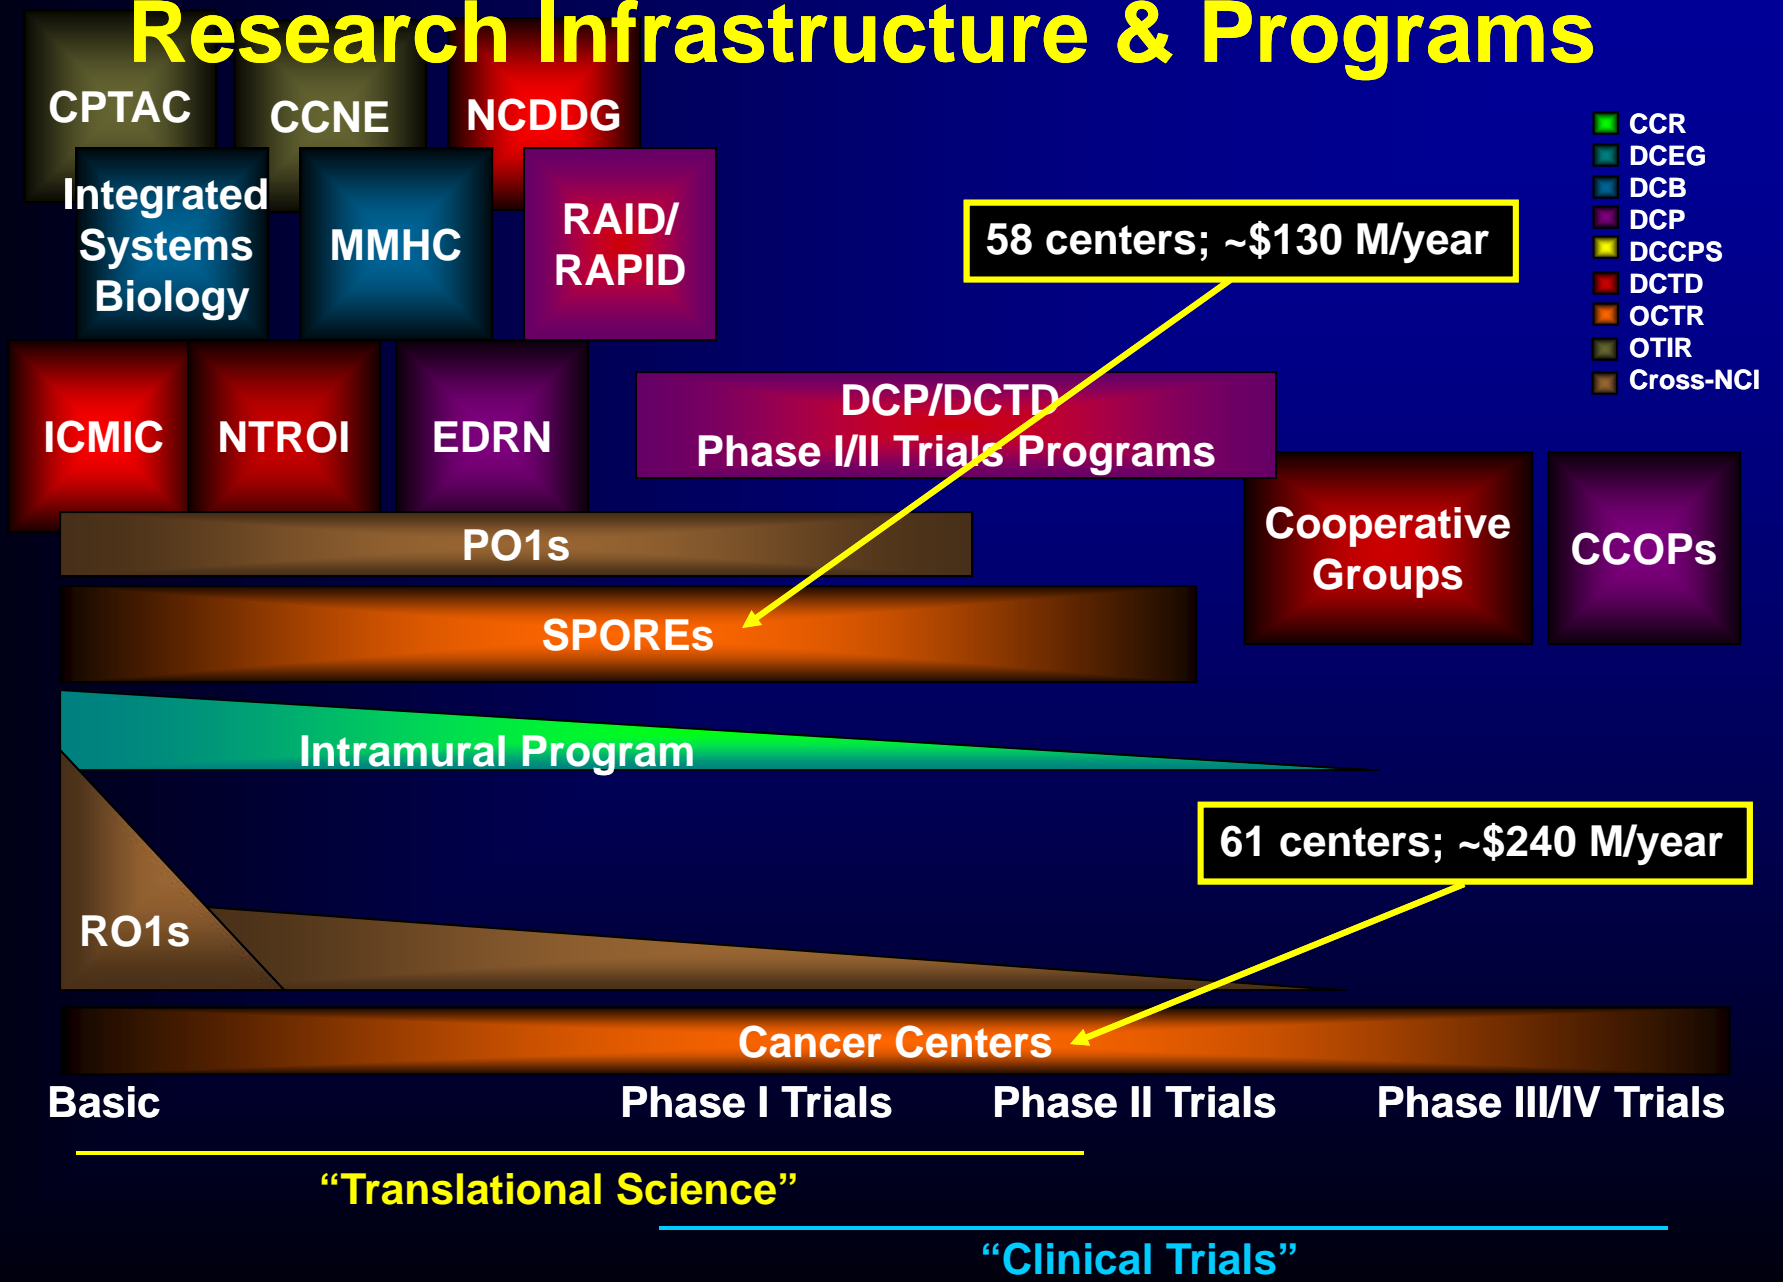 Research Infrastructure & Programs
CPTAC
CCNE
NCDDG
Integrated
Systems
Biology
MMHC
RAID/
RAPID
58 centers; ~$130 M/year
CCR
DCEG
DCB
DCP
DCCPS
DCTD
OCTR
OTIR
Cross-NCI
ICMIC
NTROI
EDRN
DCP/DCTD
Phase I/II Trials Programs
Cooperative
Groups
CCOPs
PO1s
SPOREs
Intramural Program
61 centers; ~$240 M/year
RO1s
Cancer Centers
Basic
Phase I Trials
Phase II Trials
Phase III/IV Trials
“Translational Science”
“Clinical Trials”